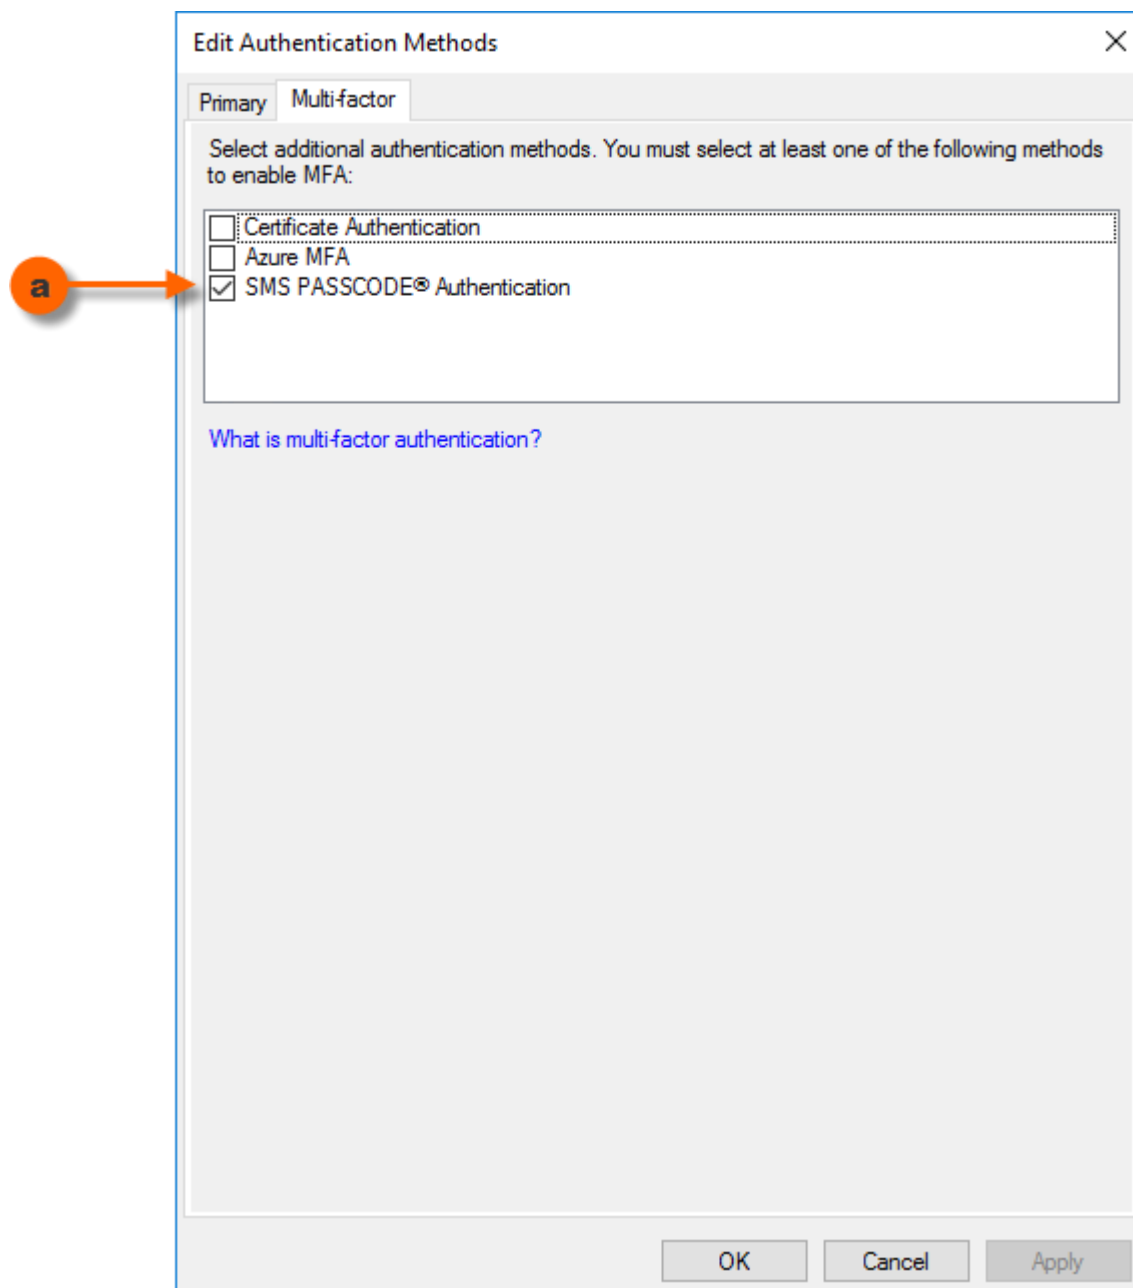 Edit Authentication Methods
Primary
Multi-factor
Select additional authentication methods. You must select at least one of the following methods
to enable MFA:
Certificate Authentication
Azure MFA
a
SMS PASSCODE® Authentication
What is multi-factor authentication?
OK
Cancel
Apply